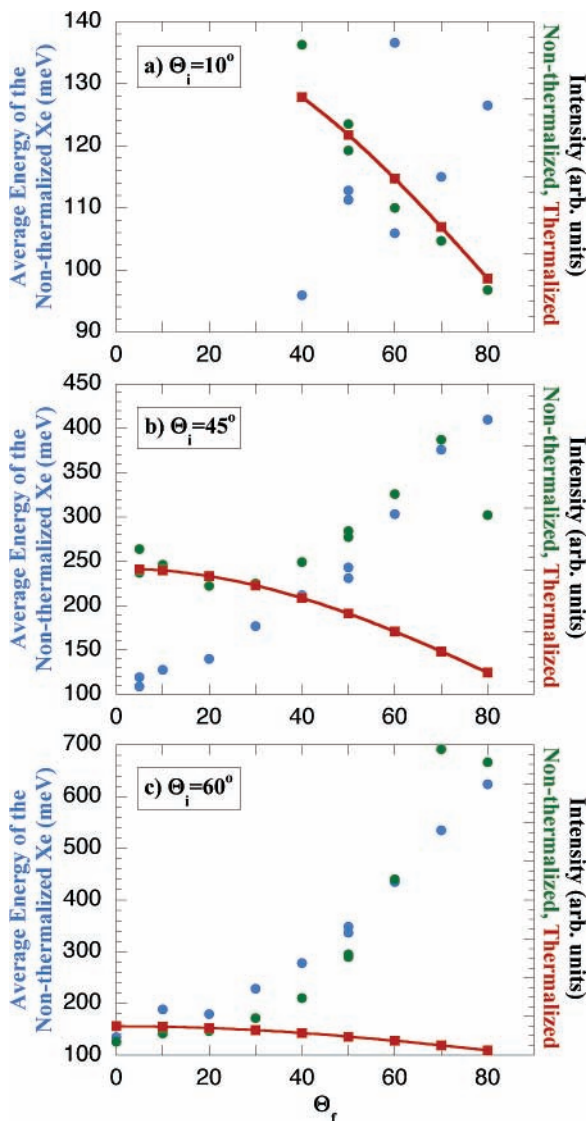 Average Energy of the
Non-thermalized Xe (meV)
140
130
120
110
100
90
a) Θi=10°
0
20
40
60
80
Intensity (arb. units)
Non-thermalized, Thermalized
Average Energy of the
Non-thermalized Xe (meV)
450
400
350
300
250
200
150
100
b) Θi=45°
0
20
40
60
80
Intensity (arb. units)
Non-thermalized, Thermalized
Average Energy of the
Non-thermalized Xe (meV)
700
600
500
400
300
200
100
c) Θi=60°
0
20
40
60
80
Intensity (arb. units)
Non-thermalized, Thermalized
Θf